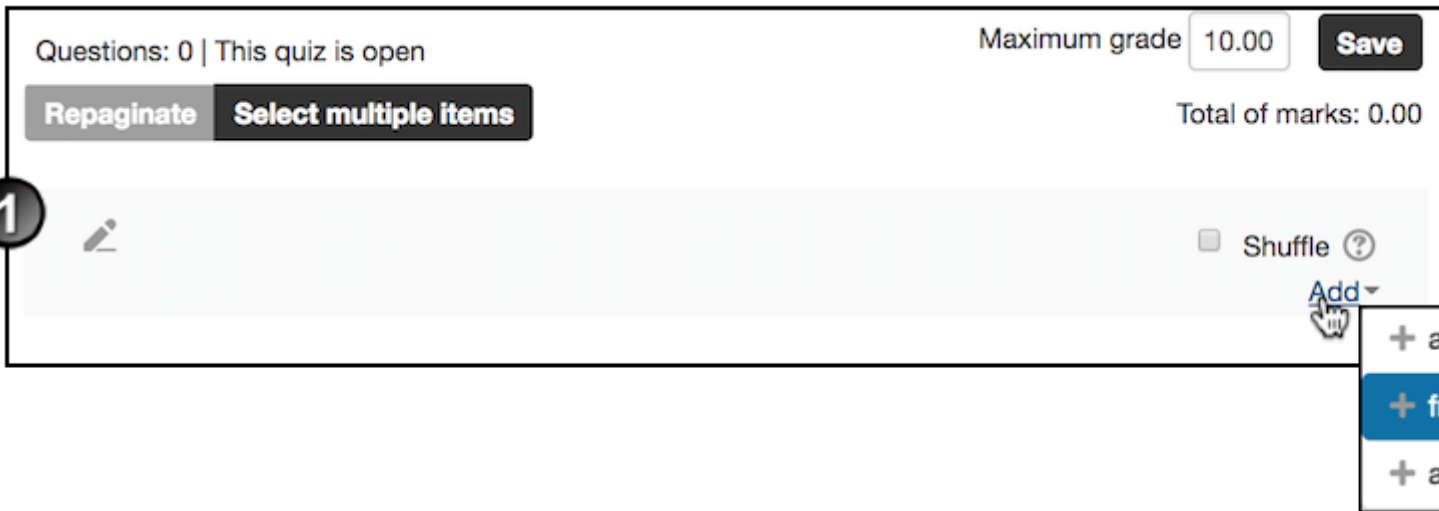 Questions: 0 | This quiz is open
Maximum grade 10.00 Save
Repaginate Select multiple items
Total of marks: 0.00
1
Shuffle ?
Add
+ a
+ f
+ a